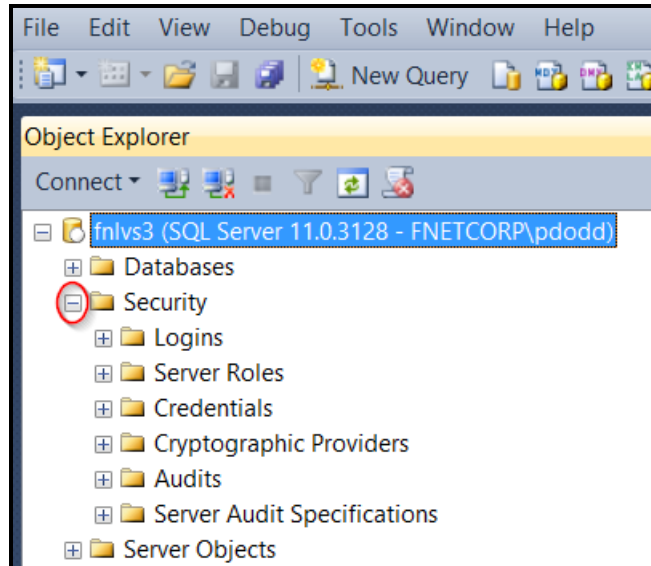 File Edit View Debug Tools Window Help
New Query
Object Explorer
Connect
fnlvs3 (SQL Server 11.0.3128 - FNETCORP\pdodd)
Databases
Security
Logins
Server Roles
Credentials
Cryptographic Providers
Audits
Server Audit Specifications
Server Objects